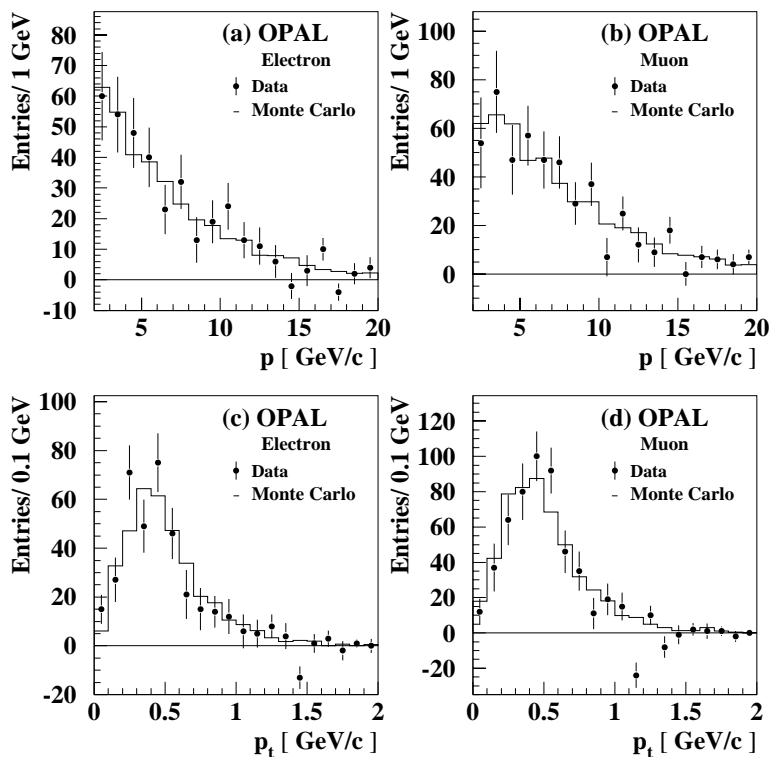 (a) OPAL
Electron
Data
Monte Carlo
Entries/ 1 GeV
80
70
60
50
40
30
20
10
0
-10
5
10
15
20
p [ GeV/c ]
(b) OPAL
Muon
Data
Monte Carlo
Entries/ 1 GeV
100
80
60
40
20
0
5
10
15
20
p [ GeV/c ]
(c) OPAL
Electron
Data
Monte Carlo
Entries/ 0.1 GeV
100
80
60
40
20
0
-20
0
0.5
1
1.5
2
p_t [ GeV/c ]
(d) OPAL
Muon
Data
Monte Carlo
Entries/ 0.1 GeV
120
100
80
60
40
20
0
-20
0
0.5
1
1.5
2
p_t [ GeV/c ]